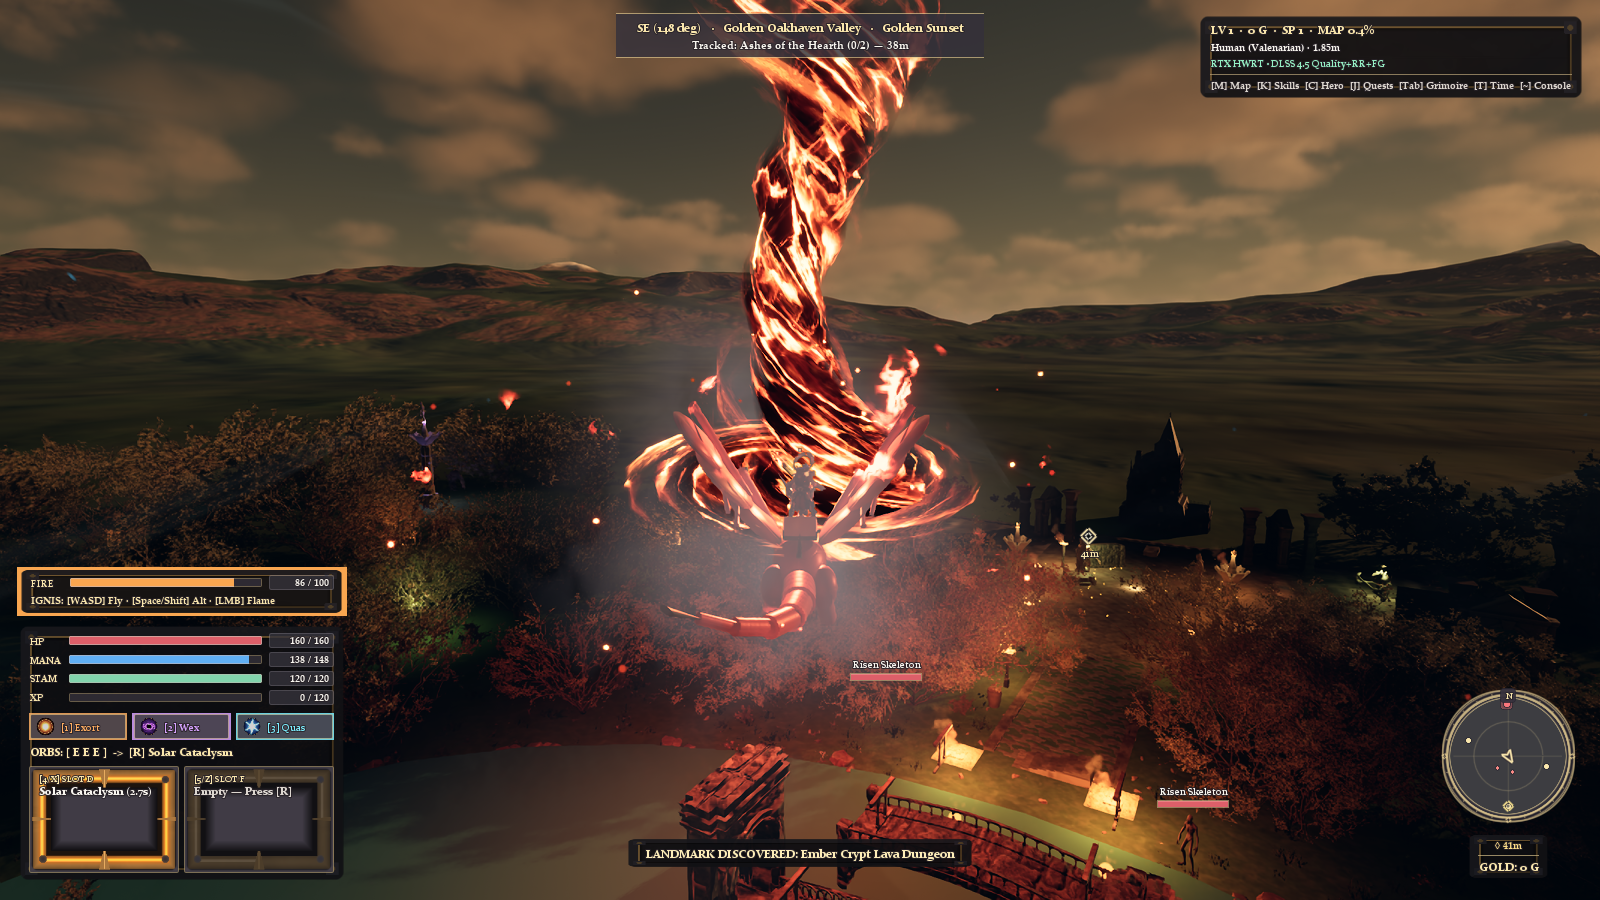 SE (148 deg) · Golden Oakhaven Valley · Golden Sunset
Tracked: Ashes of the Hearth (0/2) — 38m
LV 1 · 0 G · SP 1 · MAP 0.4%
Human (Valenarian) · 1.85m
RTX HWRT · DLSS 4.5 Quality+RR+FG
[M] Map [K] Skills [C] Hero [J] Quests [Tab] Grimoire [T] Time [~] Console
41m
FIRE 86 / 100
IGNIS: [WASD] Fly · [Space/Shift] Alt · [LMB] Flame
HP 160 / 160
MANA 138 / 148
STAM 120 / 120
XP 0 / 120
[1] Exort [2] Wex [3] Quas
ORBS: [ E E E ] -> [R] Solar Cataclysm
[4/X] SLOT D
Solar Cataclysm (2.7s)
[5/Z] SLOT F
Empty — Press [R]
Risen Skeleton
Risen Skeleton
LANDMARK DISCOVERED: Ember Crypt Lava Dungeon
N
◊ 41m
GOLD: 0 G